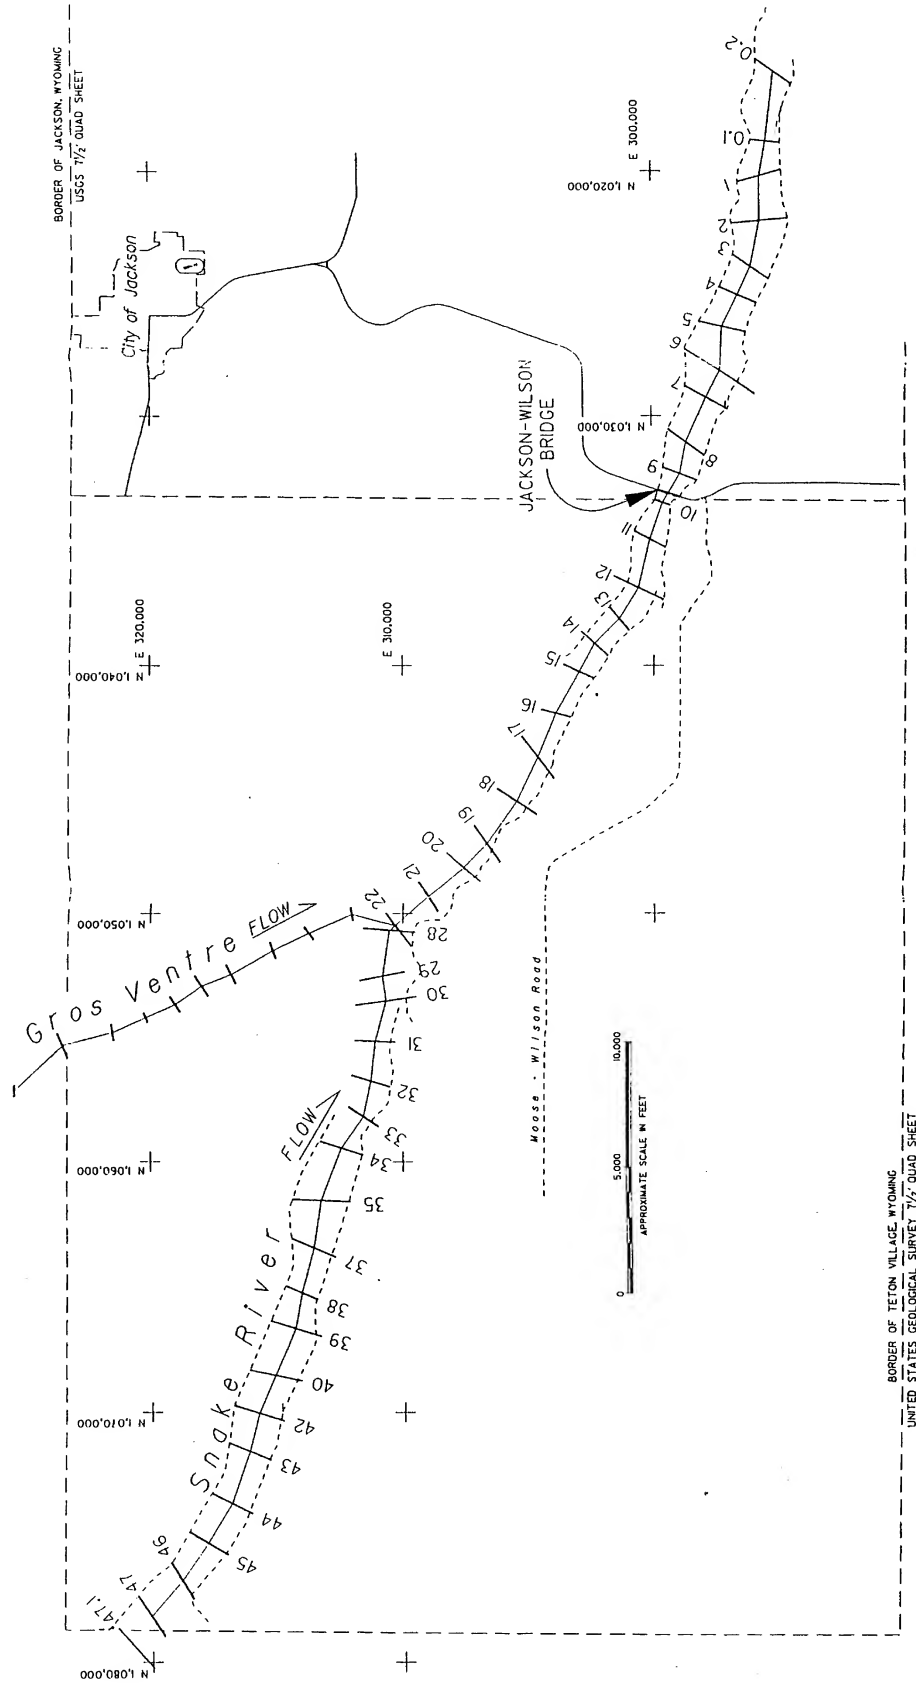 BORDER OF JACKSON, WYOMING
USGS 7½' QUAD SHEET
City of Jackson
N 1,020,000
E 300,000
N 1,030,000
JACKSON-WILSON
BRIDGE
E 320,000
N 1,040,000
E 310,000
N 1,050,000
Gros Ventre
FLOW
N 1,060,000
FLOW
Snake River
N 1,070,000
N 1,080,000
Moose - Wilson Road
0 5,000 10,000
APPROXIMATE SCALE IN FEET
BORDER OF TETON VILLAGE, WYOMING
UNITED STATES GEOLOGICAL SURVEY 7½' QUAD SHEET
0.2
0.1
1
2
3
4
5
6
7
8
9
10
11
12
13
14
15
16
17
18
19
20
21
22
28
29
30
31
32
33
34
35
37
38
39
40
42
43
44
45
46
47
47.1